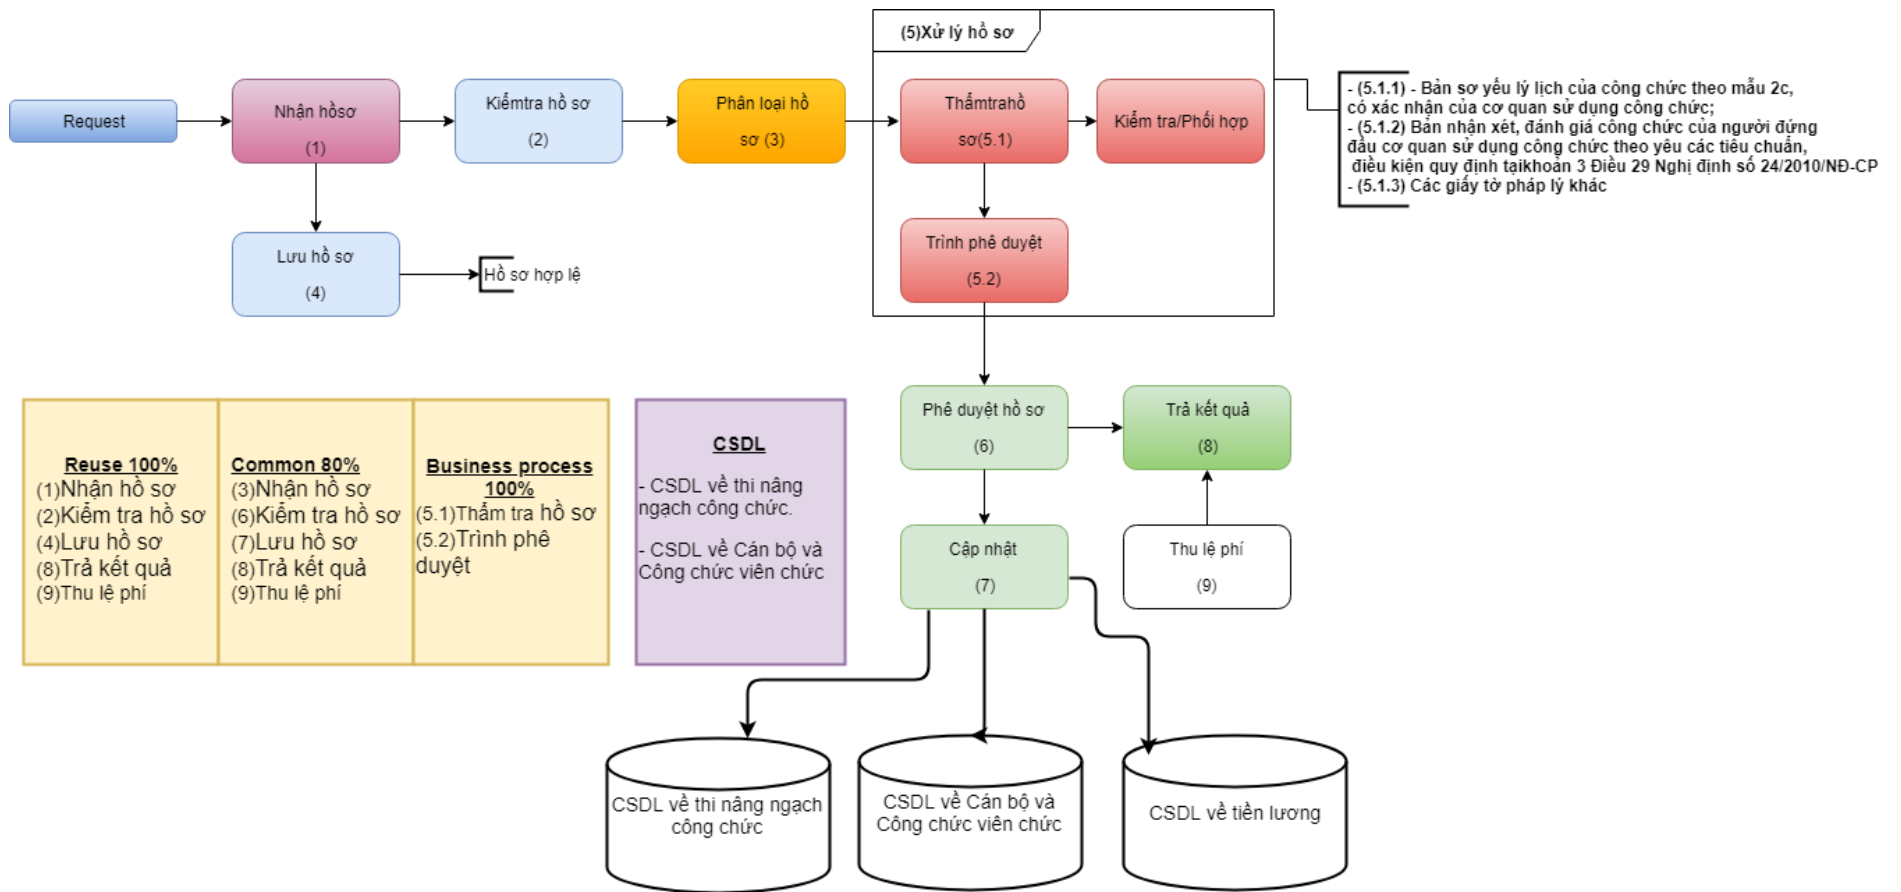 (5)Xử lý hồ sơ
Request
Nhận hồsơ
(1)
Kiểmtra hồ sơ
(2)
Phân loại hồ
sơ (3)
Thẩmtrahồ
sơ(5.1)
Kiểm tra/Phối hợp
- (5.1.1) - Bản sơ yếu lý lịch của công chức theo mẫu 2c,
có xác nhận của cơ quan sử dụng công chức;
- (5.1.2) Bản nhận xét, đánh giá công chức của người đứng
đầu cơ quan sử dụng công chức theo yêu các tiêu chuẩn,
điều kiện quy định tạikhoản 3 Điều 29 Nghị định số 24/2010/NĐ-CP
- (5.1.3) Các giấy tờ pháp lý khác
Lưu hồ sơ
(4)
Hồ sơ hợp lệ
Trình phê duyệt
(5.2)
Phê duyệt hồ sơ
(6)
Trả kết quả
(8)
Reuse 100%
(1)Nhận hồ sơ
(2)Kiểm tra hồ sơ
(4)Lưu hồ sơ
(8)Trả kết quả
(9)Thu lệ phí
Common 80%
(3)Nhận hồ sơ
(6)Kiểm tra hồ sơ
(7)Lưu hồ sơ
(8)Trả kết quả
(9)Thu lệ phí
Business process
100%
(5.1)Thẩm tra hồ sơ
(5.2)Trình phê
duyệt
CSDL
- CSDL về thi nâng
ngạch công chức.
- CSDL về Cán bộ và
Công chức viên chức
Cập nhật
(7)
Thu lệ phí
(9)
CSDL về thi nâng ngạch
công chức
CSDL về Cán bộ và
Công chức viên chức
CSDL về tiền lương